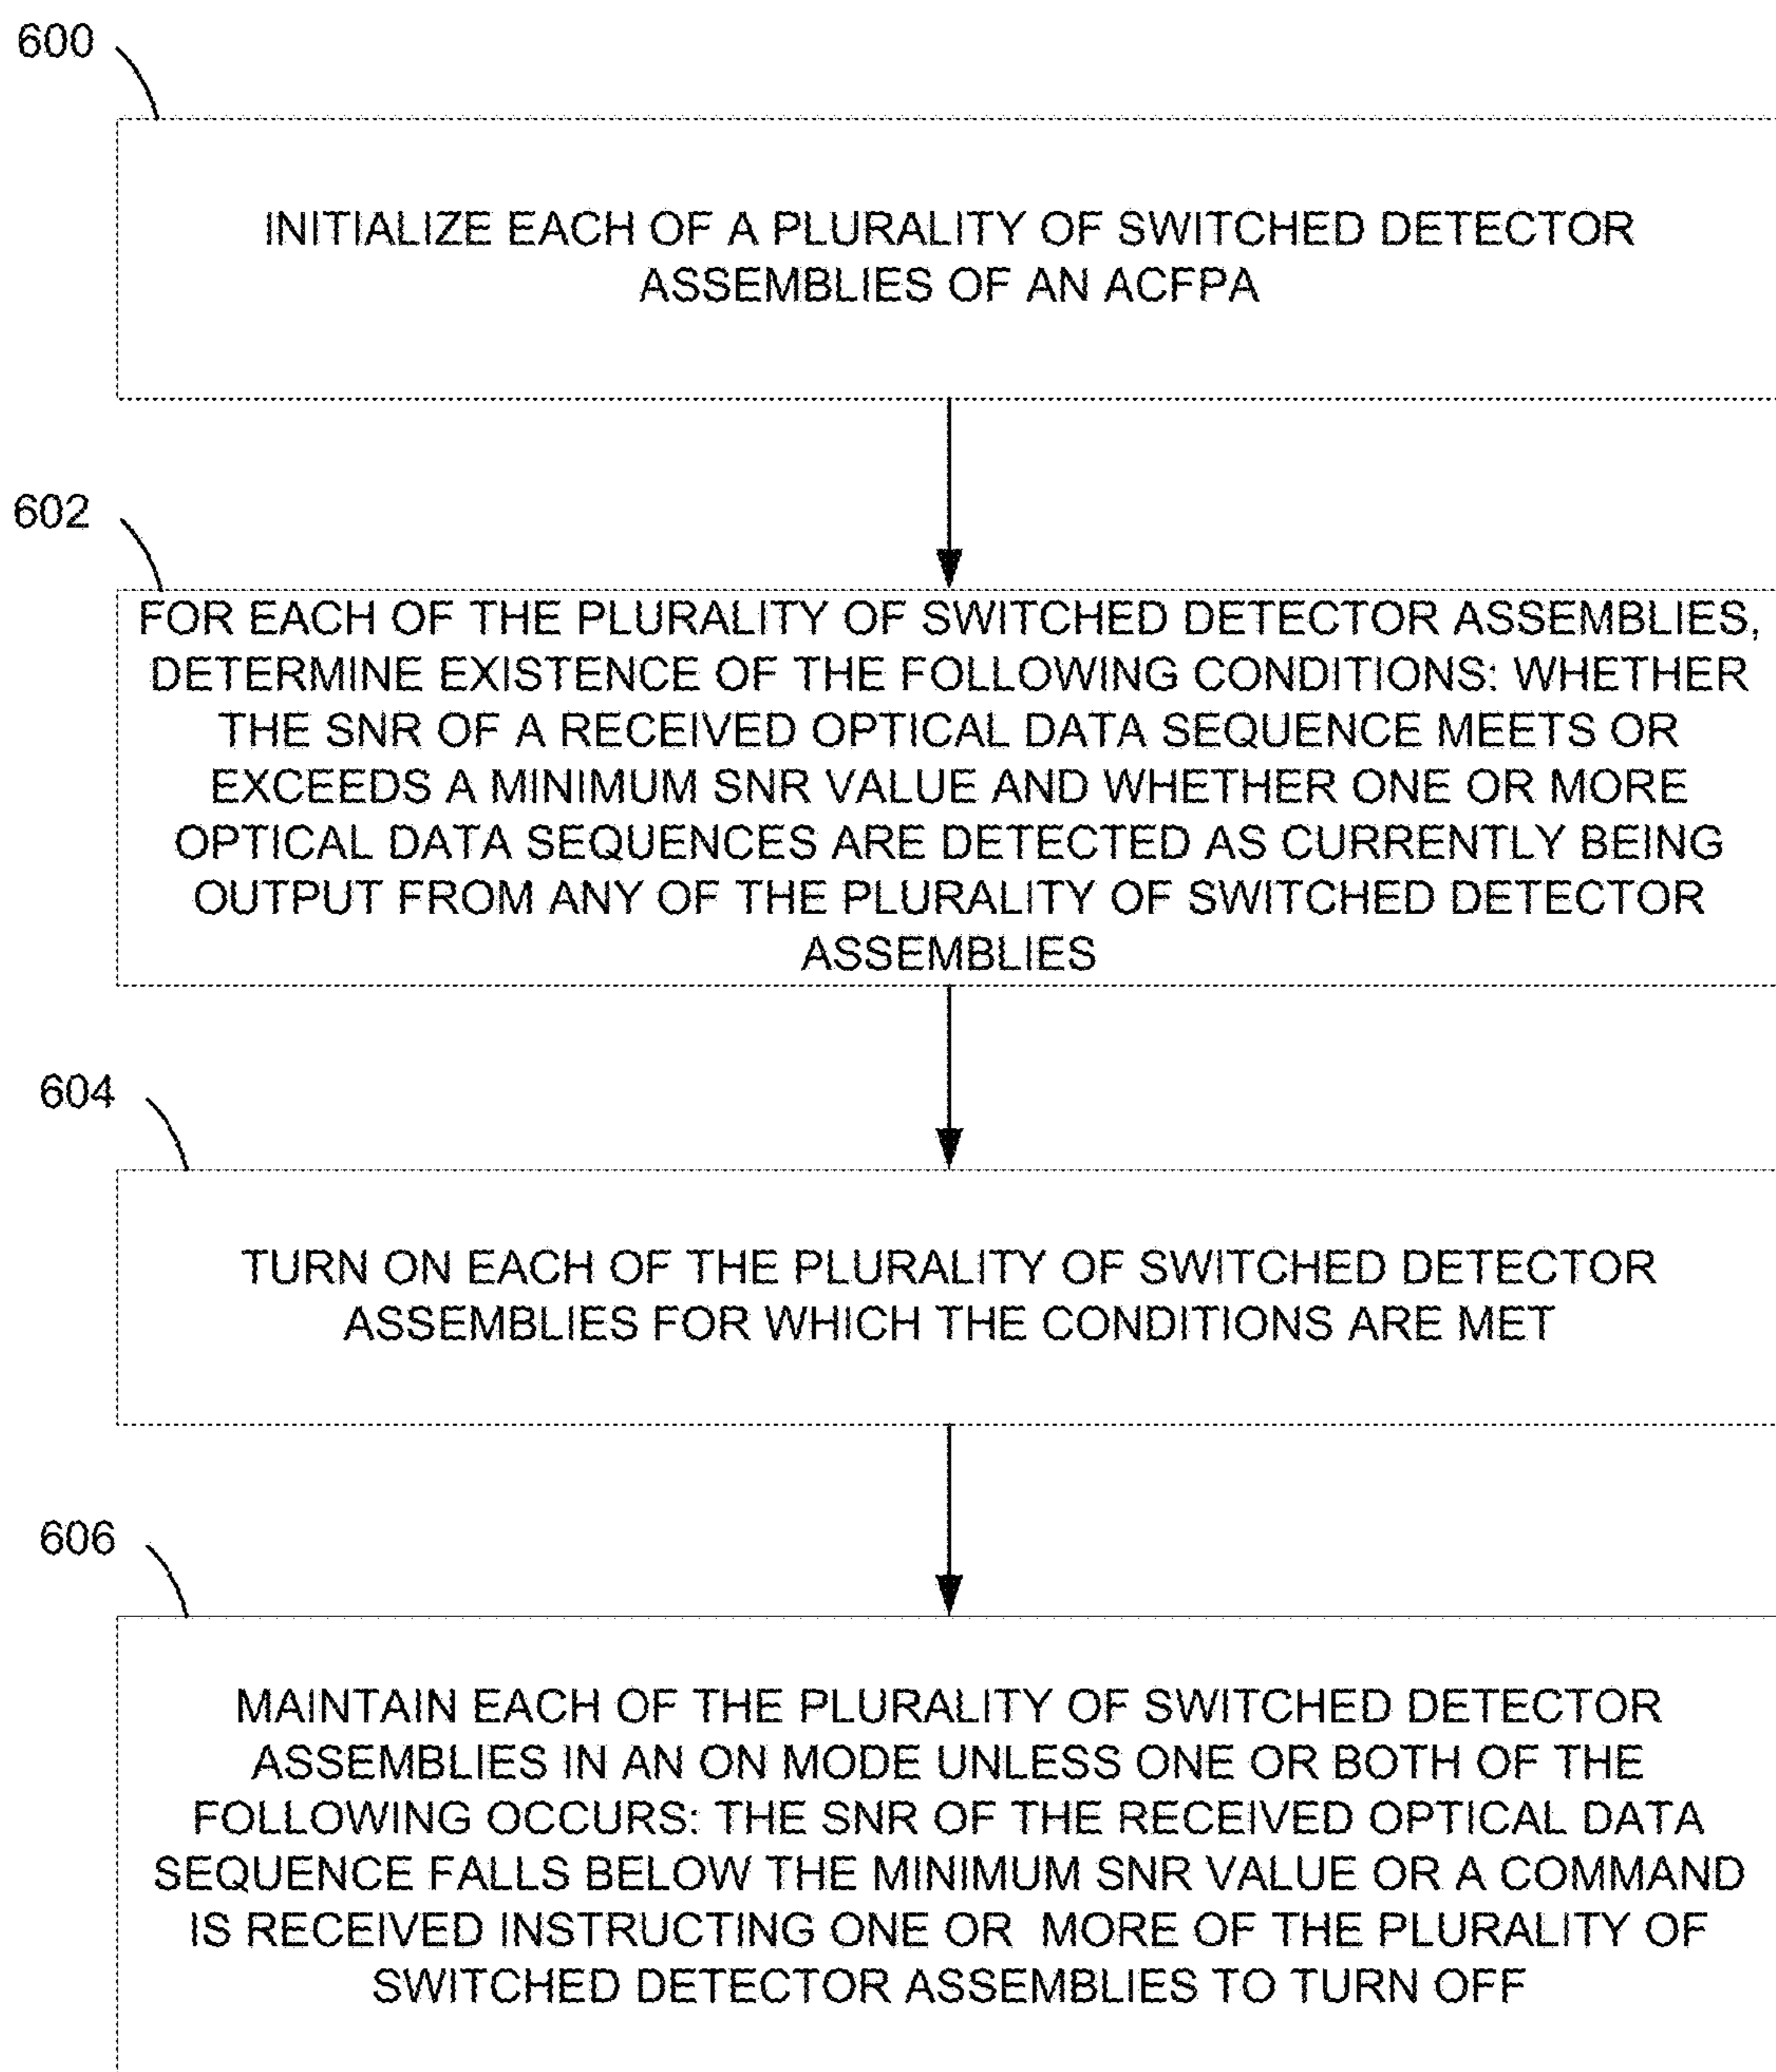 600
INITIALIZE EACH OF A PLURALITY OF SWITCHED DETECTOR
ASSEMBLIES OF AN ACFPA
602
FOR EACH OF THE PLURALITY OF SWITCHED DETECTOR ASSEMBLIES,
DETERMINE EXISTENCE OF THE FOLLOWING CONDITIONS: WHETHER
THE SNR OF A RECEIVED OPTICAL DATA SEQUENCE MEETS OR
EXCEEDS A MINIMUM SNR VALUE AND WHETHER ONE OR MORE
OPTICAL DATA SEQUENCES ARE DETECTED AS CURRENTLY BEING
OUTPUT FROM ANY OF THE PLURALITY OF SWITCHED DETECTOR
ASSEMBLIES
604
TURN ON EACH OF THE PLURALITY OF SWITCHED DETECTOR
ASSEMBLIES FOR WHICH THE CONDITIONS ARE MET
606
MAINTAIN EACH OF THE PLURALITY OF SWITCHED DETECTOR
ASSEMBLIES IN AN ON MODE UNLESS ONE OR BOTH OF THE
FOLLOWING OCCURS: THE SNR OF THE RECEIVED OPTICAL DATA
SEQUENCE FALLS BELOW THE MINIMUM SNR VALUE OR A COMMAND
IS RECEIVED INSTRUCTING ONE OR MORE OF THE PLURALITY OF
SWITCHED DETECTOR ASSEMBLIES TO TURN OFF